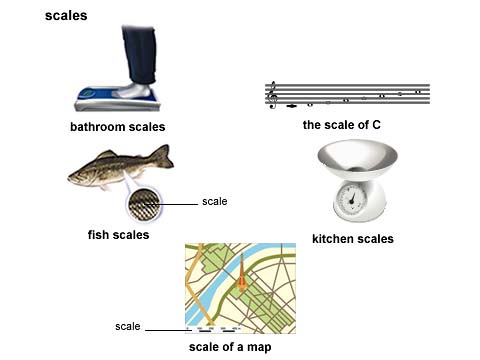 scales
bathroom scales
the scale of C
scale
fish scales
kitchen scales
scale
scale of a map